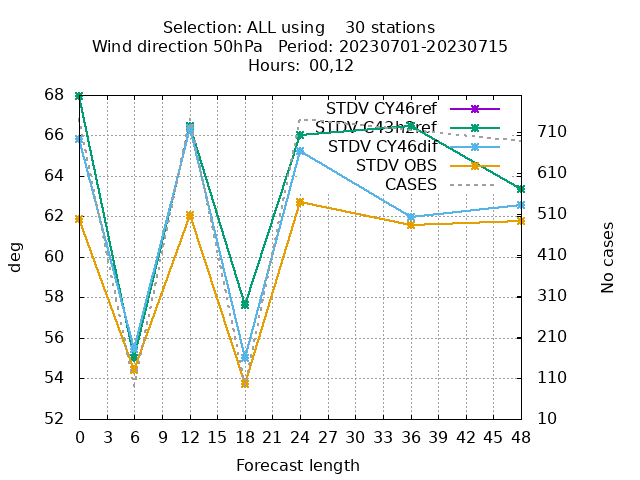 Selection: ALL using    30 stations
Wind direction 50hPa   Period: 20230701-20230715
Hours: 00,12
STDV CY46ref
STDV C43h2ref
STDV CY46dif
STDV OBS
CASES
68
66
64
62
60
58
56
54
52
710
610
510
410
310
210
110
10
deg
No cases
0 3 6 9 12 15 18 21 24 27 30 33 36 39 42 45 48
Forecast length